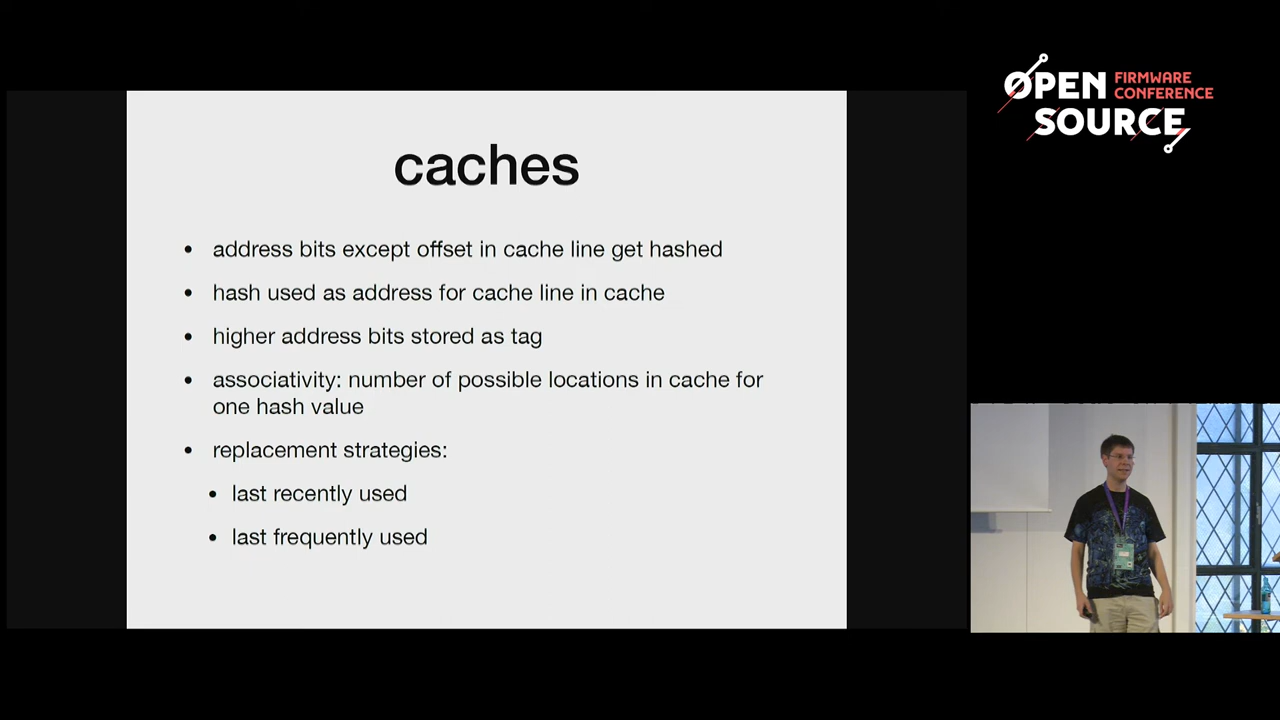 caches
• address bits except offset in cache line get hashed
• hash used as address for cache line in cache
• higher address bits stored as tag
• associativity: number of possible locations in cache for
one hash value
• replacement strategies:
• last recently used
• last frequently used
OPEN FIRMWARE
CONFERENCE
SOURCE